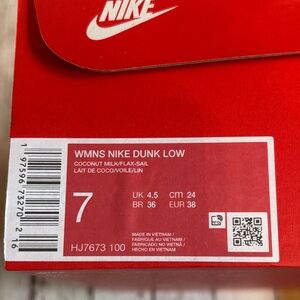 NIKE
WMNS NIKE DUNK LOW
COCONUT MILK/FLAX-SAIL
LAIT DE COCO/VOILE/LIN
7
UK 4.5 cm 24
BR 36 EUR 38
HJ7673 100
MADE IN VIETNAM /
FABRIQUÉ AU VIETNAM /
FABRICADO NO VIETNÃ /
HECHO EN VIETNAM
1 97596 73270 2 16